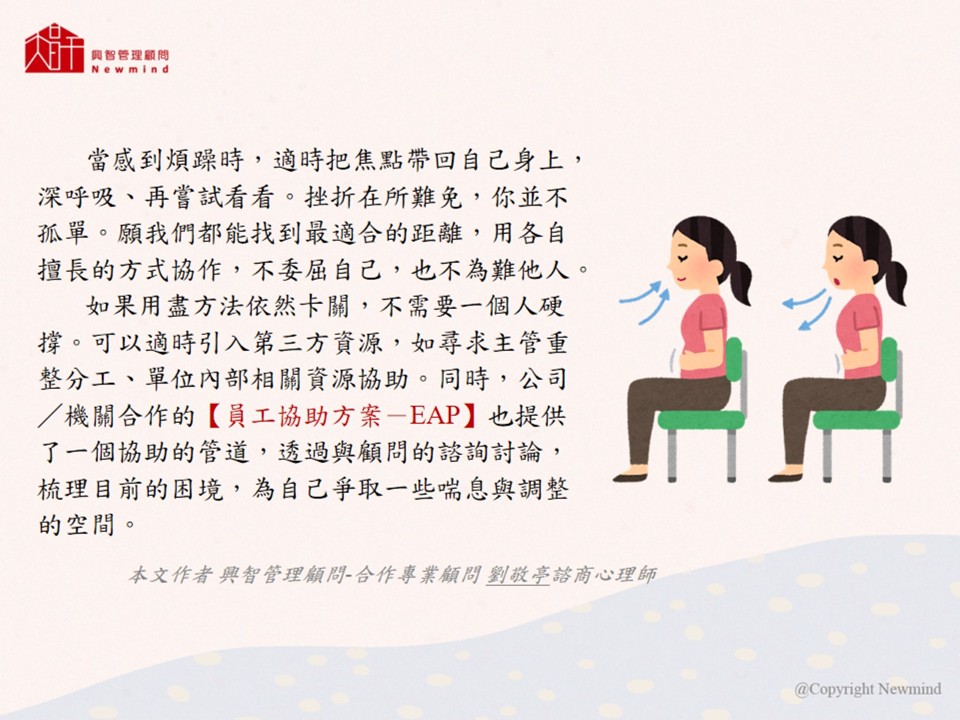 興智管理顧問
Newmind
當感到煩躁時，適時把焦點帶回自己身上，
深呼吸、再嘗試看看。挫折在所難免，你並不
孤單。願我們都能找到最適合的距離，用各自
擅長的方式協作，不委屈自己，也不為難他人。
如果用盡方法依然卡關，不需要一個人硬
撐。可以適時引入第三方資源，如尋求主管重
整分工、單位內部相關資源協助。同時，公司
／機關合作的【員工協助方案－EAP】也提供
了一個協助的管道，透過與顧問的諮詢討論，
梳理目前的困境，為自己爭取一些喘息與調整
的空間。
本文作者 興智管理顧問-合作專業顧問 劉敬亭諮商心理師
@Copyright Newmind